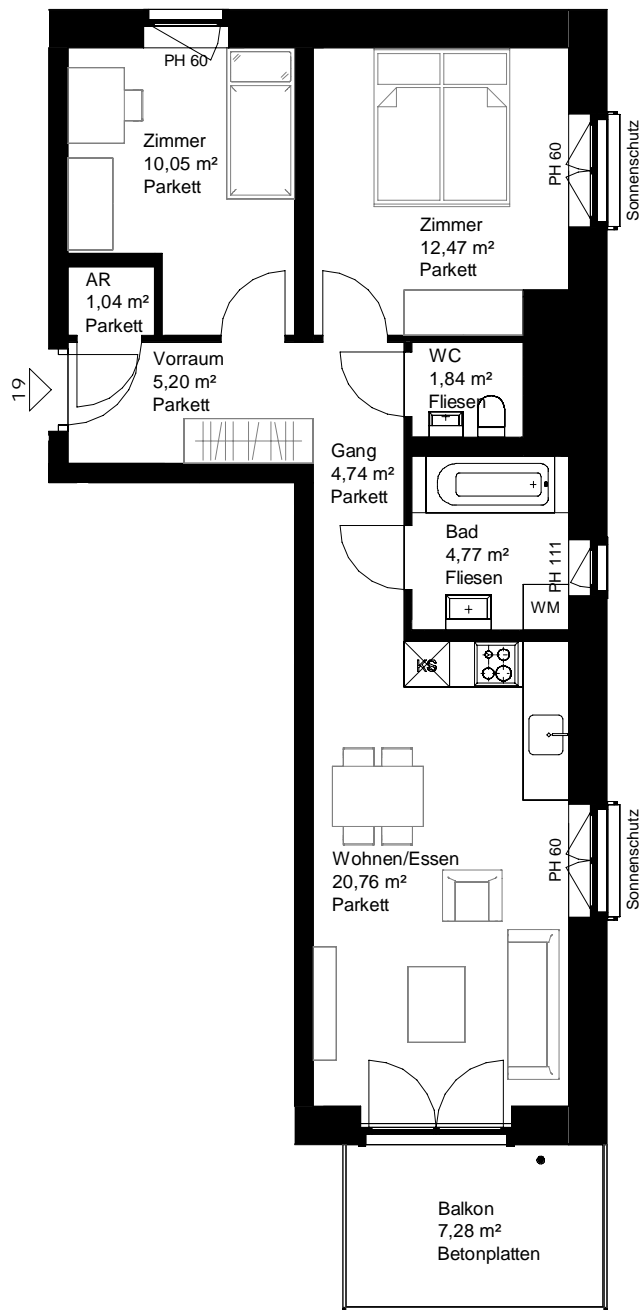 PH 60
Zimmer
10,05 m²
Parkett
PH 60
Sonnenschutz
Zimmer
12,47 m²
Parkett
AR
1,04 m²
Parkett
19
Vorraum
5,20 m²
Parkett
WC
1,84 m²
Fliesen
Gang
4,74 m²
Parkett
Bad
4,77 m²
Fliesen
PH 111
WM
KS
Wohnen/Essen
20,76 m²
Parkett
PH 60
Sonnenschutz
Balkon
7,28 m²
Betonplatten